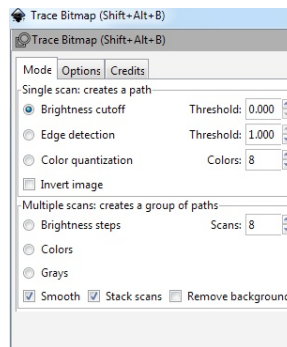 Trace Bitmap (Shift+Alt+B)
Trace Bitmap (Shift+Alt+B)
Mode Options Credits
Single scan: creates a path
Brightness cutoff Threshold: 0.000
Edge detection Threshold: 1.000
Color quantization Colors: 8
Invert image
Multiple scans: creates a group of paths
Brightness steps Scans: 8
Colors
Grays
Smooth Stack scans Remove background